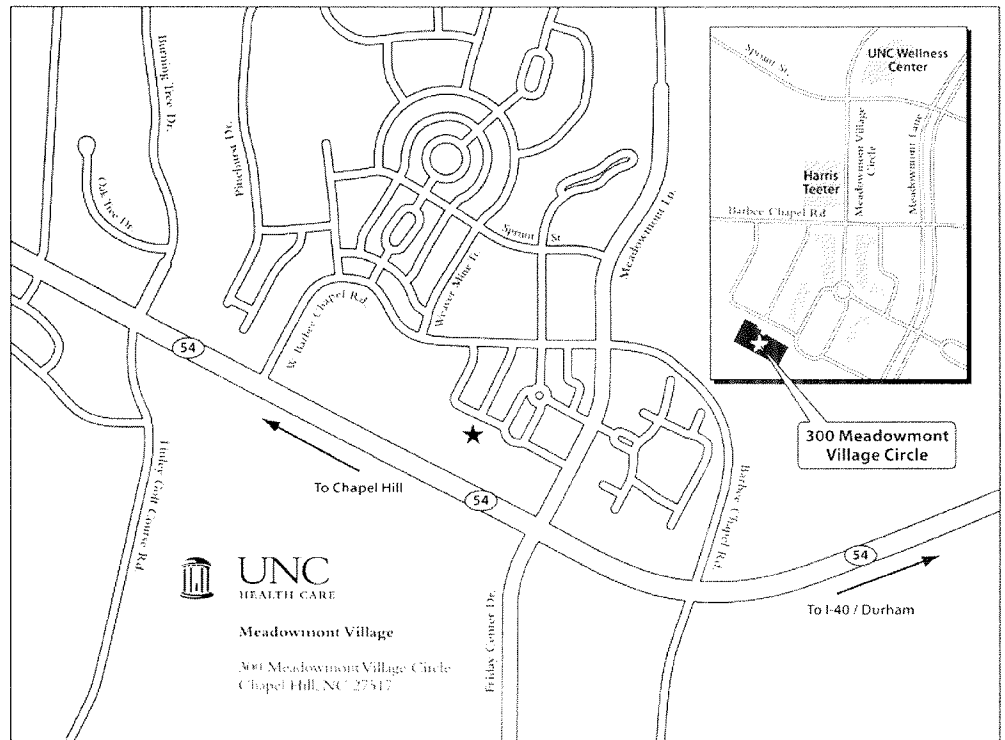 Burning Tree Dr.
Pinehurst Dr.
Oak Tree Dr.
Sprunt St
Meadowmont Ln.
Weaver Mine Tr.
W. Barbee Chapel Rd.
54
To Chapel Hill
54
Finley Golf Course Rd.
Friday Center Dr.
Barbee Chapel Rd.
54
To I-40 / Durham
UNC
HEALTH CARE
Meadowmont Village
300 Meadowmont Village Circle
Chapel Hill, NC 27517
Sprunt St.
UNC Wellness
Center
Meadowmont Village
Circle
Meadowmont Lane
Harris
Teeter
Barbee Chapel Rd
300 Meadowmont
Village Circle